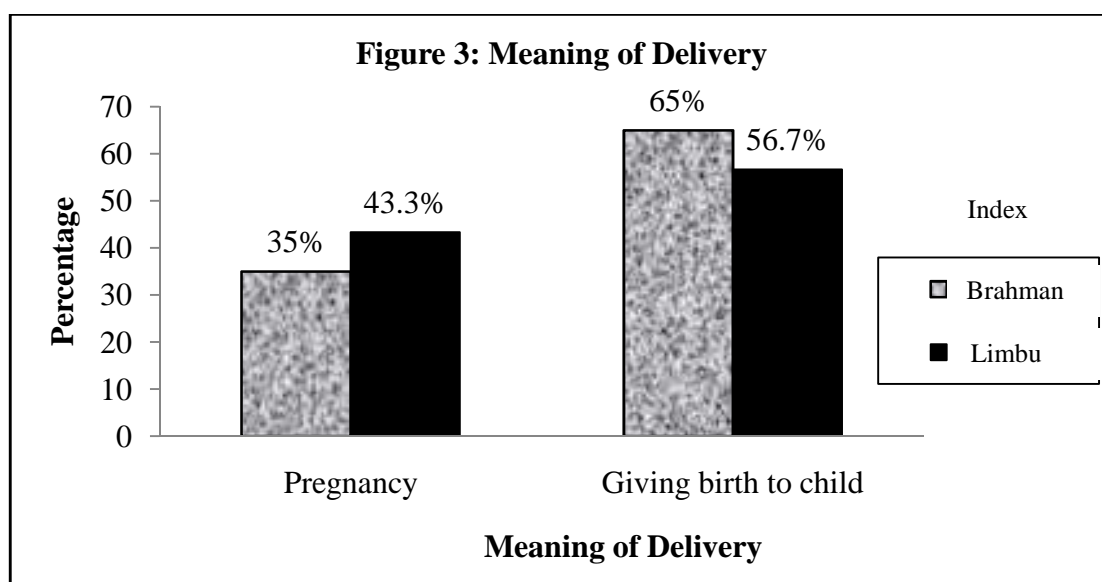 Figure 3: Meaning of Delivery
Percentage
70
60
50
40
30
20
10
0
35%
43.3%
65%
56.7%
Pregnancy
Giving birth to child
Meaning of Delivery
Index
Brahman
Limbu